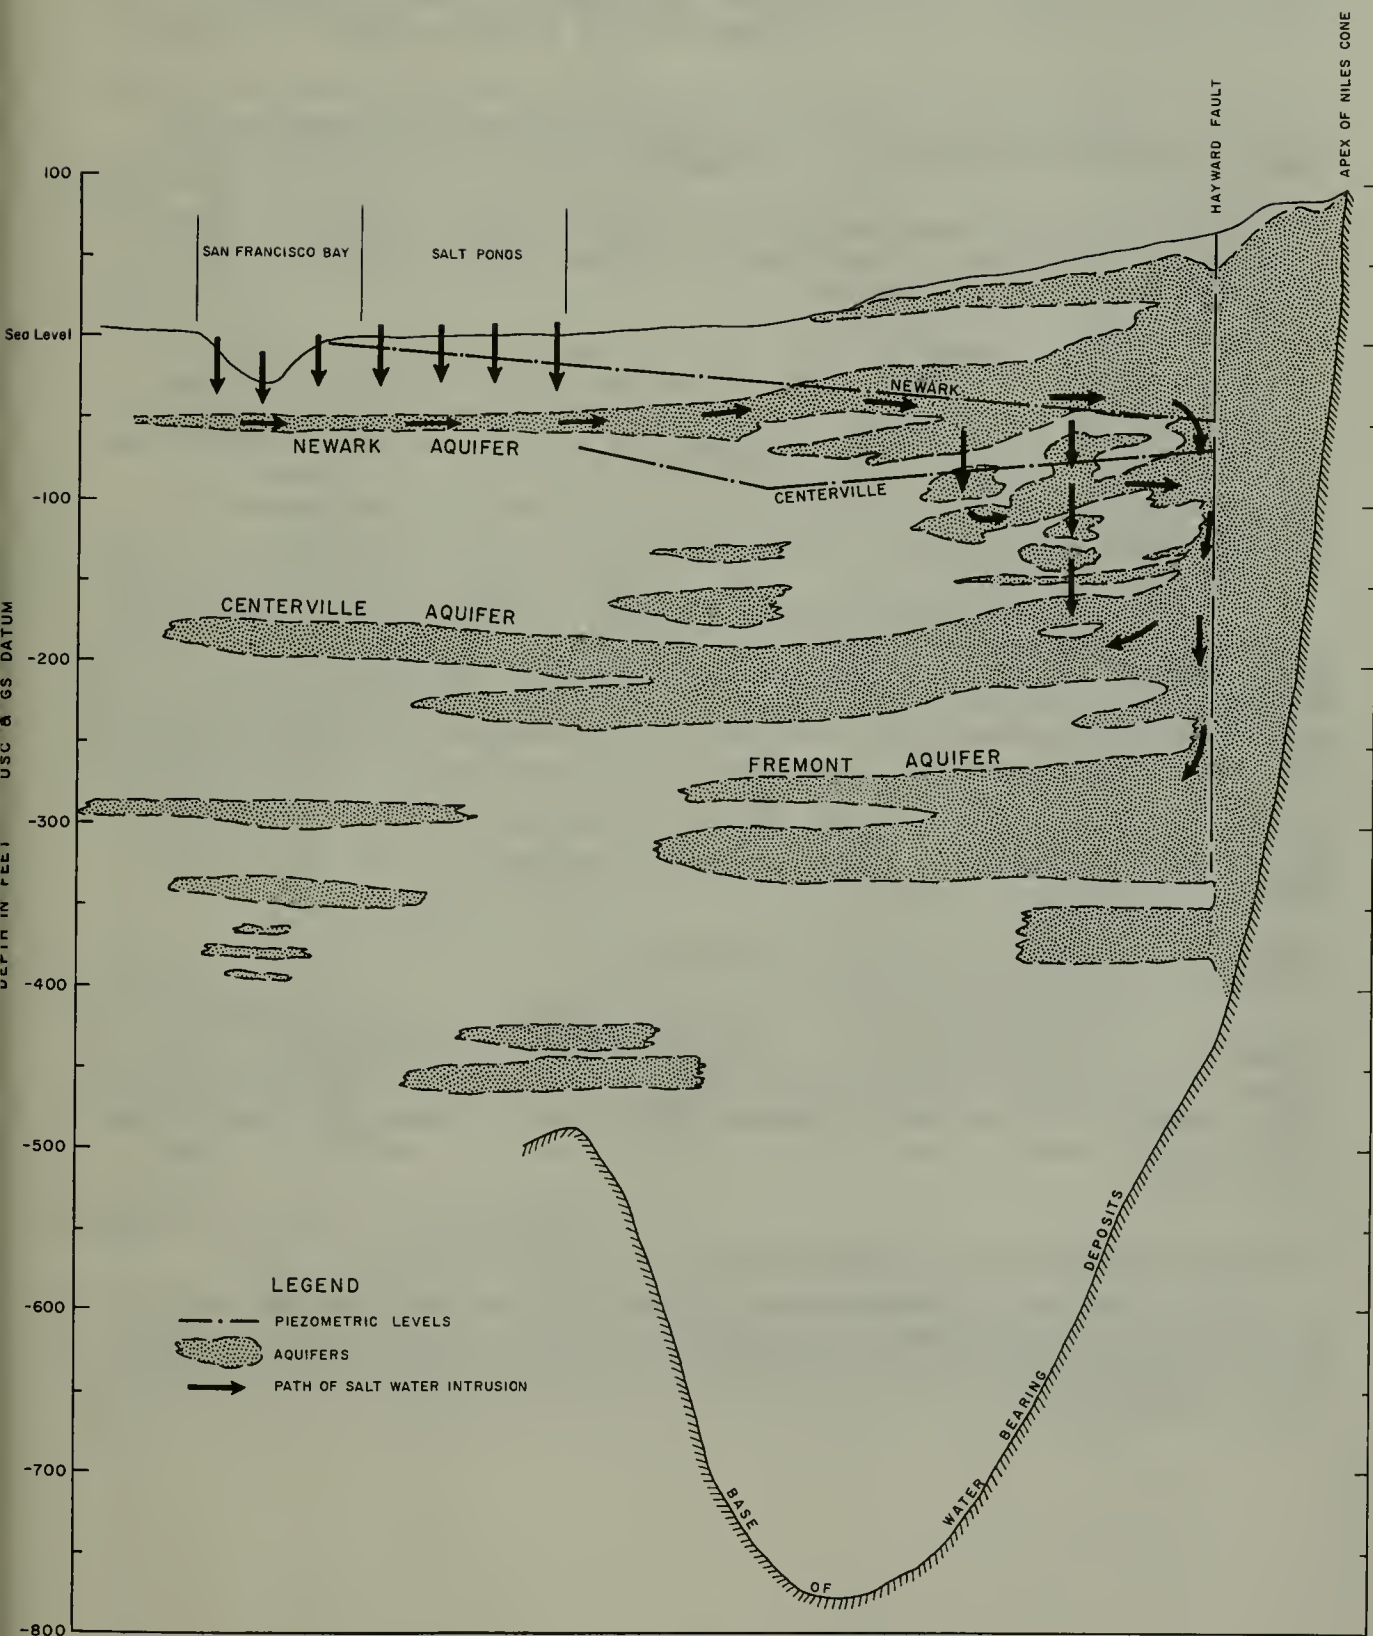 APEX OF NILES CONE
HAYWARD FAULT
100
SAN FRANCISCO BAY
SALT PONDS
Sea Level
NEWARK
NEWARK AQUIFER
CENTERVILLE
-100
CENTERVILLE AQUIFER
-200
DEPTH IN FEET USC & GS DATUM
FREMONT AQUIFER
-300
-400
-500
DEPOSITS
LEGEND
-600
PIEZOMETRIC LEVELS
AQUIFERS
PATH OF SALT WATER INTRUSION
BEARING
-700
BASE
WATER
OF
-800